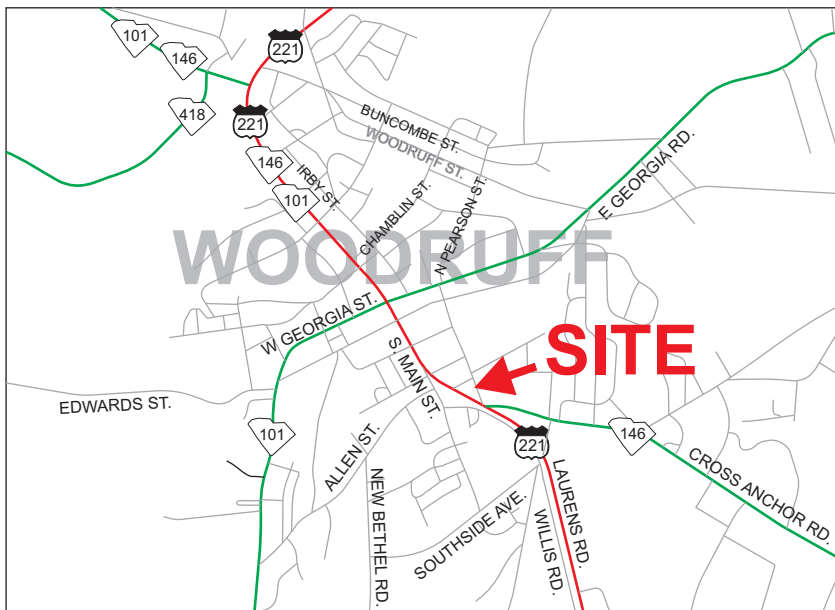 101
146
221
418
221
BUNCOMBE ST.
WOODRUFF ST.
146
101
IRBY ST.
CHAMBLIN ST.
N PEARSON ST.
E GEORGIA RD.
WOODRUFF
W GEORGIA ST.
S. MAIN ST.
SITE
EDWARDS ST.
101
ALLEN ST.
NEW BETHEL RD.
SOUTHSIDE AVE.
221
146
LAURENS RD.
WILLIS RD.
CROSS ANCHOR RD.